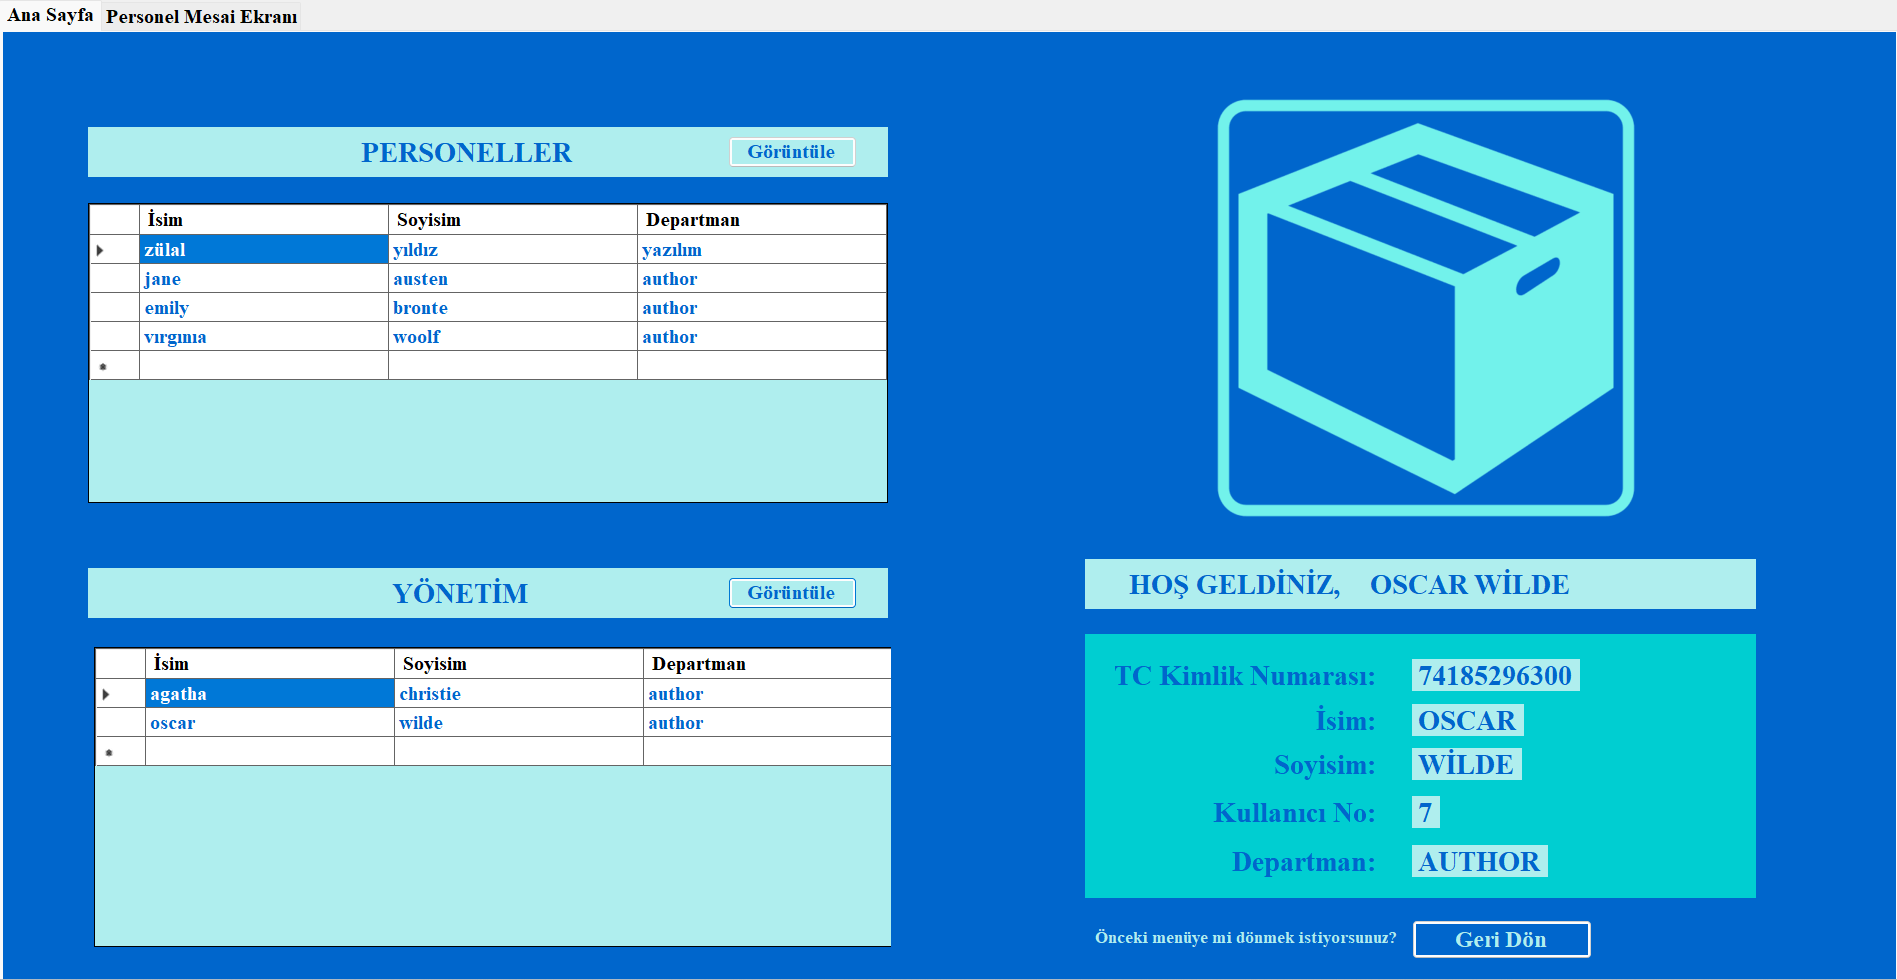 Ana Sayfa Personel Mesai Ekranı
PERSONELLER Görüntüle
İsim Soyisim Departman
zülal yıldız yazılım
jane austen author
emily bronte author
vırgınıa woolf author
YÖNETİM Görüntüle
İsim Soyisim Departman
agatha christie author
oscar wilde author
HOŞ GELDİNİZ, OSCAR WİLDE
TC Kimlik Numarası: 74185296300
İsim: OSCAR
Soyisim: WİLDE
Kullanıcı No: 7
Departman: AUTHOR
Önceki menüye mi dönmek istiyorsunuz? Geri Dön